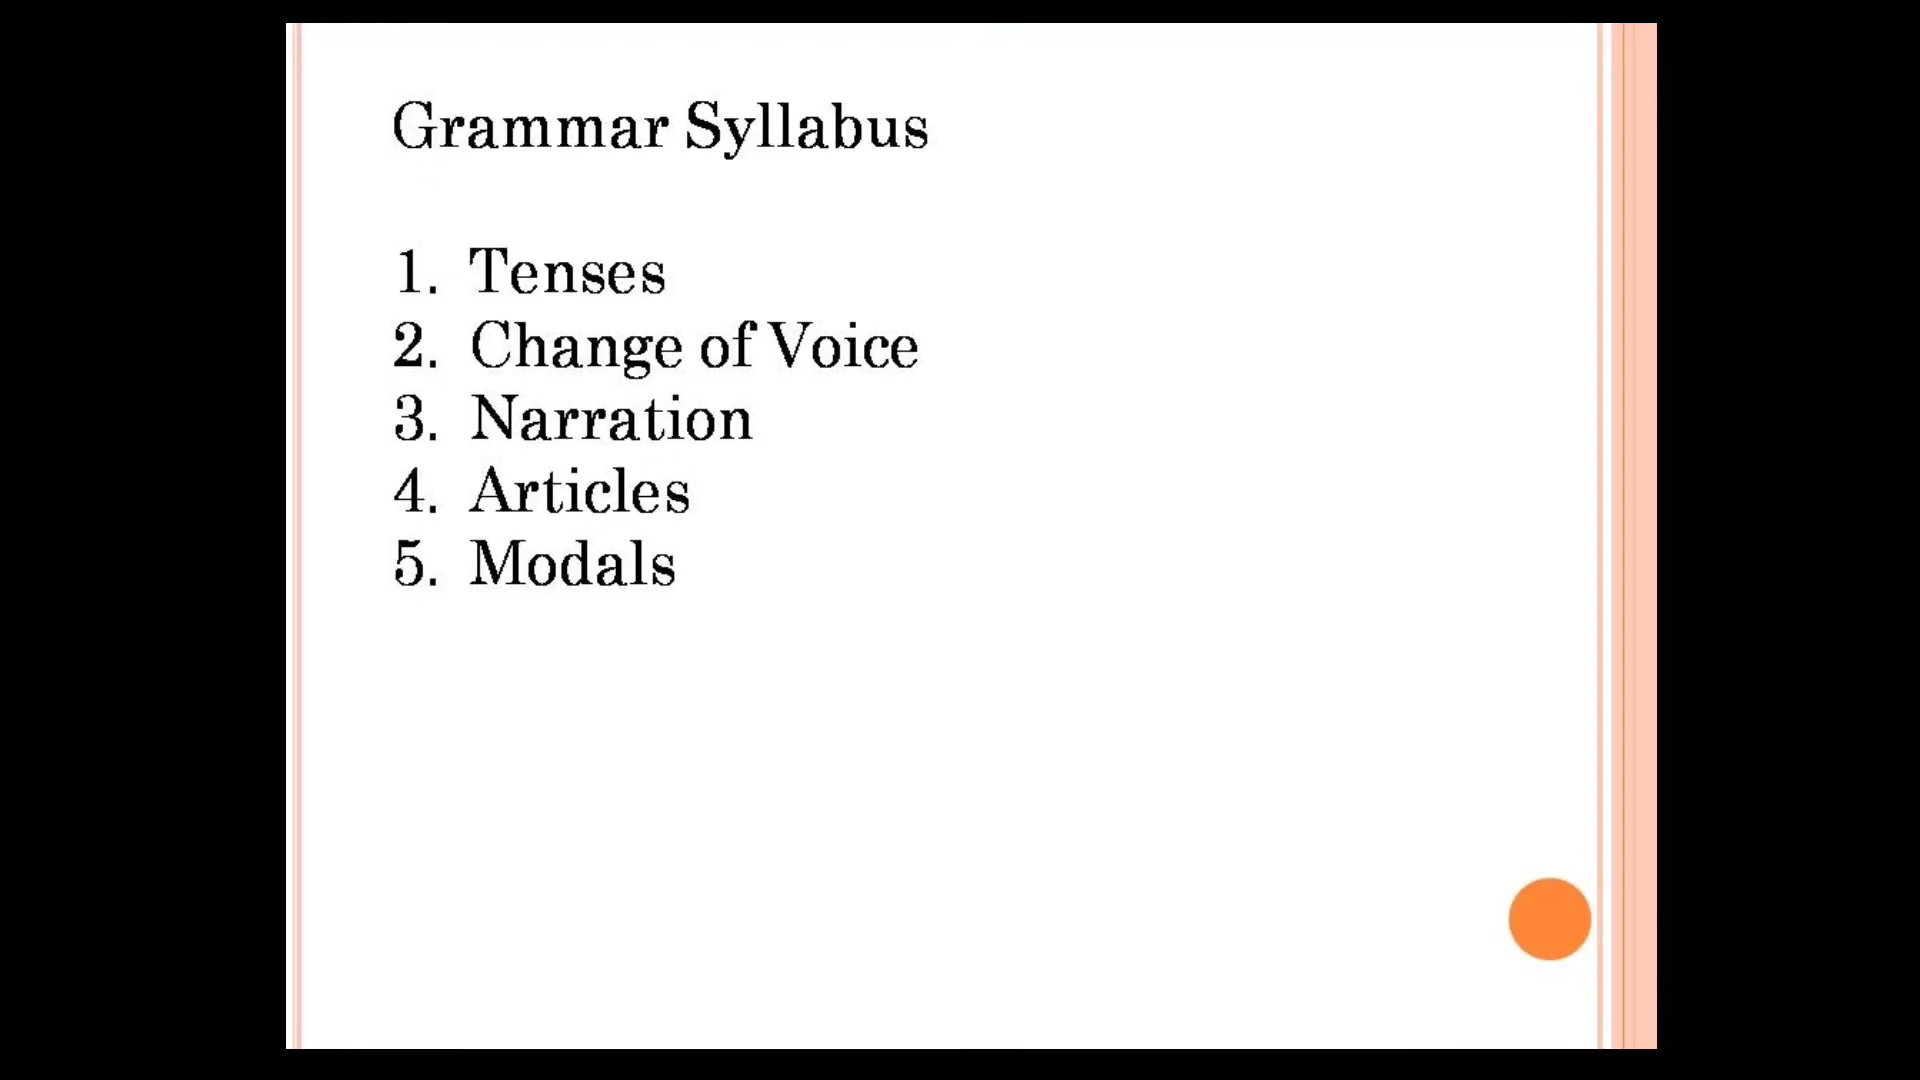 Grammar Syllabus
1. Tenses
2. Change of Voice
3. Narration
4. Articles
5. Modals